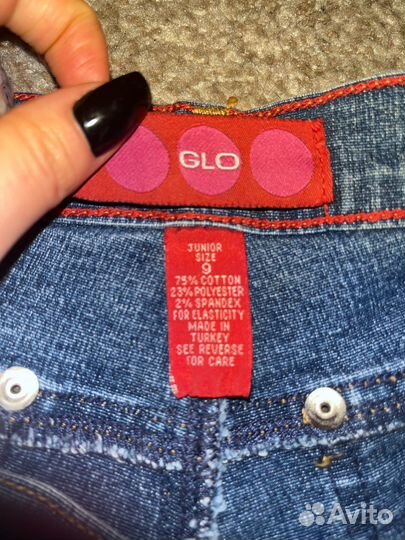 GLO
JUNIOR
SIZE
9
75% COTTON
23% POLYESTER
2% SPANDEX
FOR ELASTICITY
MADE IN
TURKEY
SEE REVERSE
FOR CARE
Avito